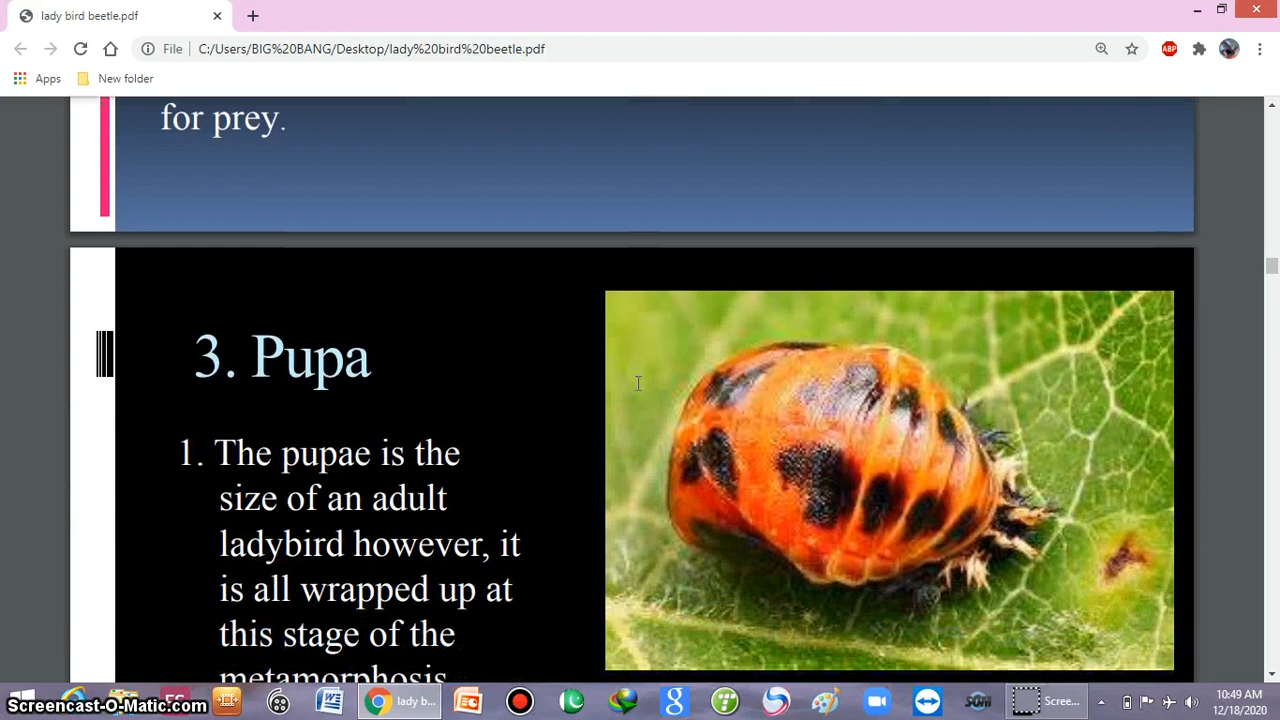 lady bird beetle.pdf
File C:/Users/BIG%20BANG/Desktop/lady%20bird%20beetle.pdf
ABP
Apps New folder
for prey.
3. Pupa
1. The pupae is the
size of an adult
ladybird however, it
is all wrapped up at
this stage of the
metamorphosis
lady b... Scree...
10:49 AM
12/18/2020
Screencast-O-Matic.com